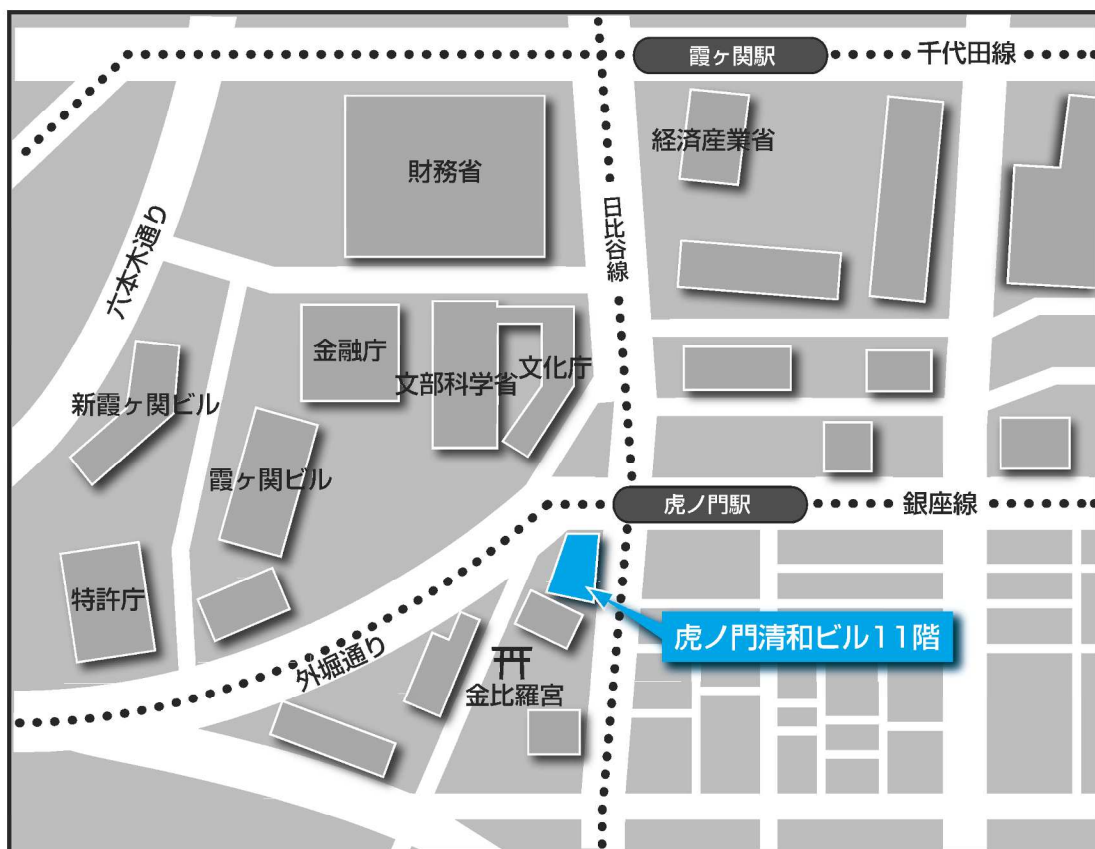 霞ヶ関駅
千代田線
経済産業省
財務省
日比谷線
六本木通り
金融庁
文部科学省
文化庁
新霞ヶ関ビル
霞ヶ関ビル
虎ノ門駅
銀座線
特許庁
虎ノ門清和ビル11階
外堀通り
金比羅宮